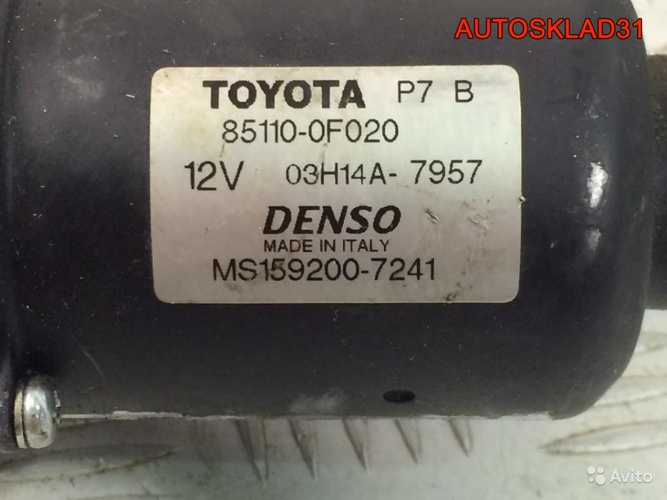 AUTOSKLAD31
TOYOTA P7 B
85110-0F020
12V 03H14A-7957
DENSO
MADE IN ITALY
MS159200-7241
Avito